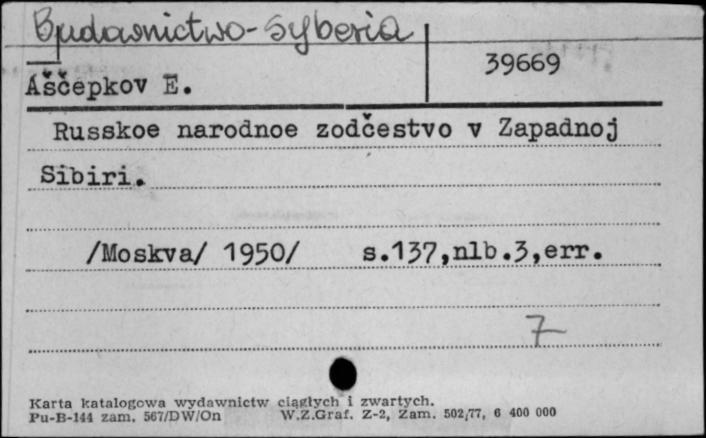 Budownictwo-Syberia
39669
Aščepkov E.
Russkoe narodnoe zodčestvo v Zapadnoj
Sibiri.
/Moskva/ 1950/ s.137,nlb.3,err.
7
Karta katalogowa wydawnictw ciągłych i zwartych.
Pu-B-144 zam. 567/DW/On W.Z.Graf. Z-2, Zam. 502/77, 6 400 000